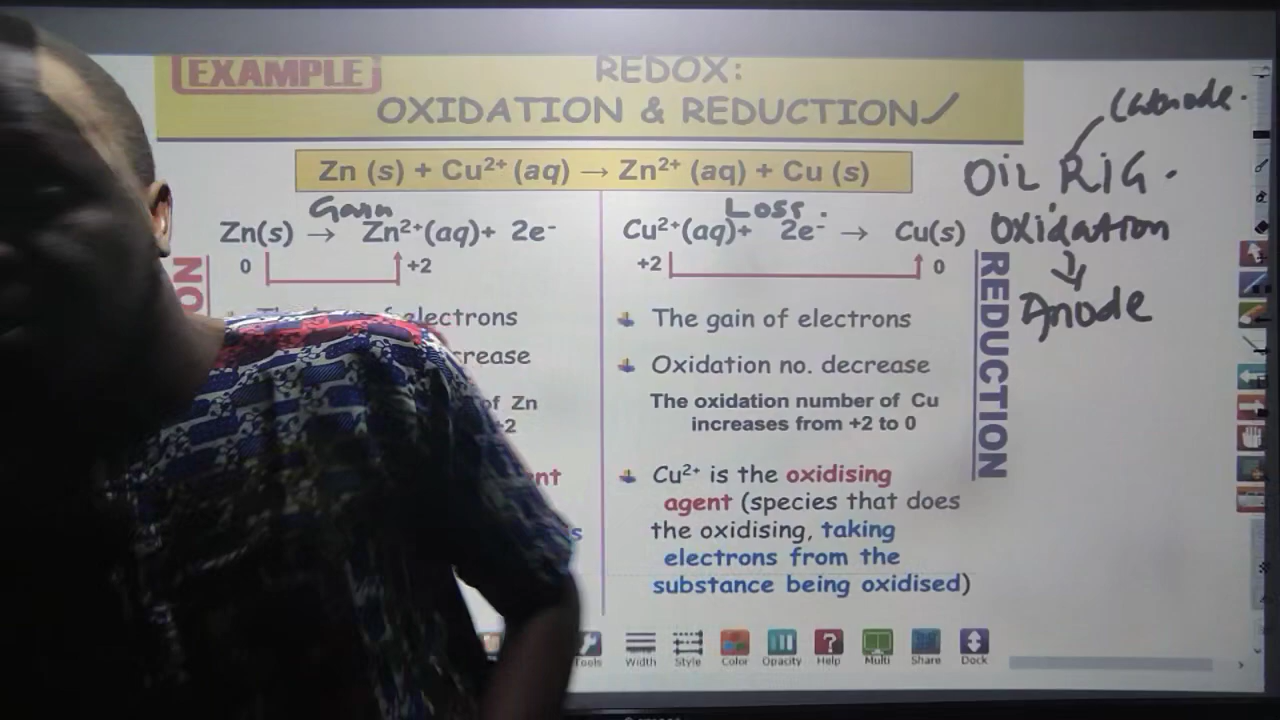 EXAMPLE
REDOX:
OXIDATION & REDUCTION✓
Zn (s) + Cu²⁺ (aq) → Zn²⁺ (aq) + Cu (s)
Gain
Zn(s) → Zn²⁺(aq)+ 2e⁻
0 +2
electrons
crease
of Zn
+2
Loss.
Cu²⁺(aq)+ 2e⁻ → Cu(s)
+2 0
The gain of electrons
Oxidation no. decrease
The oxidation number of Cu
increases from +2 to 0
Cu²⁺ is the oxidising
agent (species that does
the oxidising, taking
electrons from the
substance being oxidised)
REDUCTION
Cathode.
OIL RIG.
Oxidation
Anode
Tools Width Style Color Opacity Help Multi Share Dock